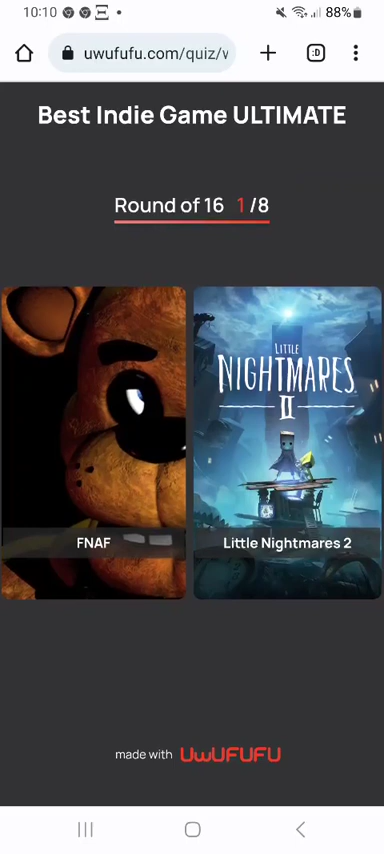 10:10
88%
uwufufu.com/quiz/v
:D
Best Indie Game ULTIMATE
Round of 16 1/8
LITTLE
NIGHTMARES
II
FNAF
Little Nightmares 2
made with UwUFUFU